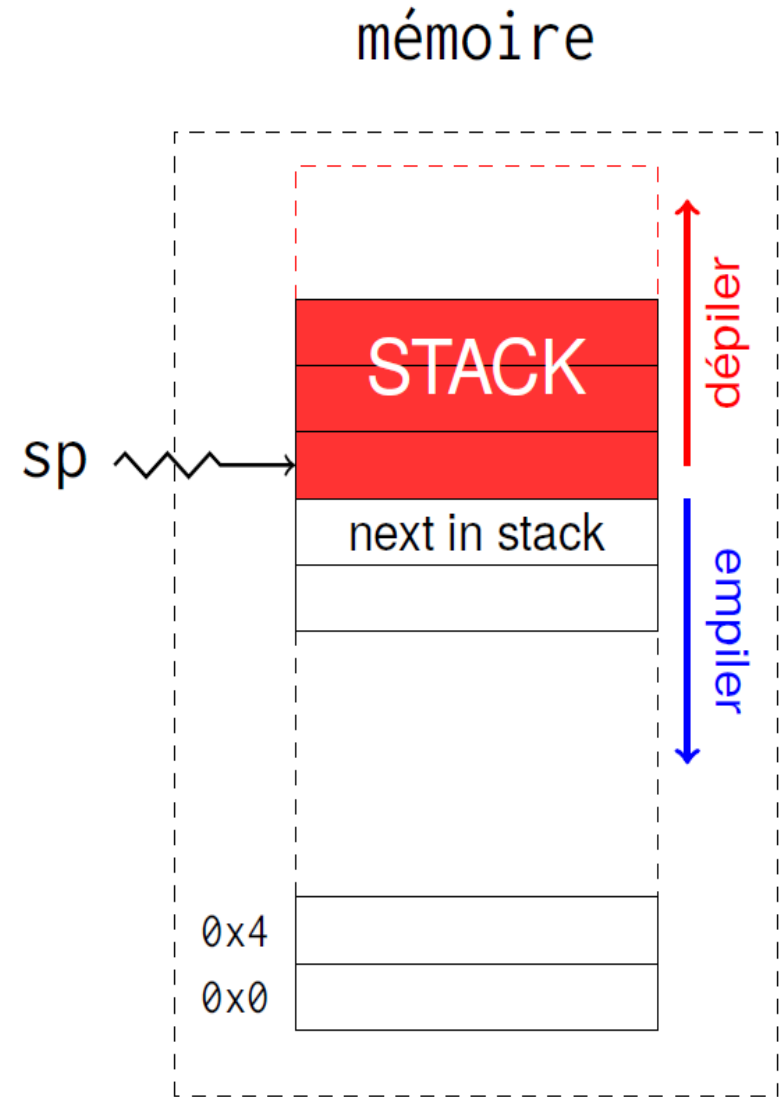 mémoire
STACK
dépiler
sp
next in stack
empiler
0x4
0x0